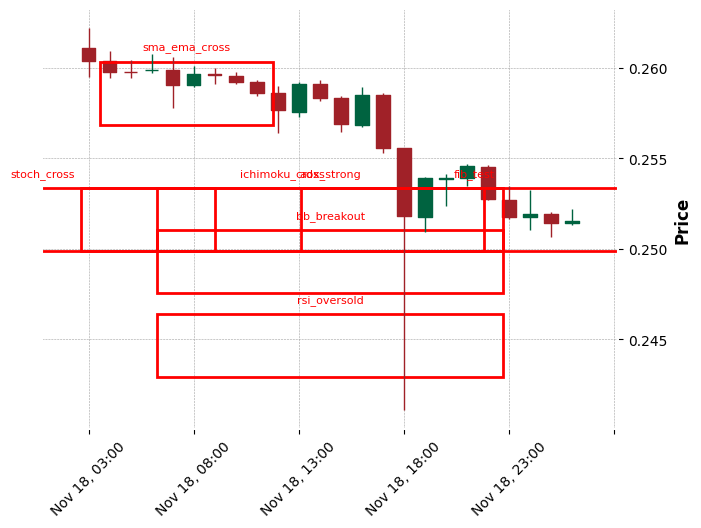 sma_ema_cross
0.260
0.255
stoch_cross
ichimoku_cross
adx_strong
bb_breakout
0.250
rsi_oversold
0.245
Price
Nov 18, 03:00
Nov 18, 08:00
Nov 18, 13:00
Nov 18, 18:00
Nov 18, 23:00